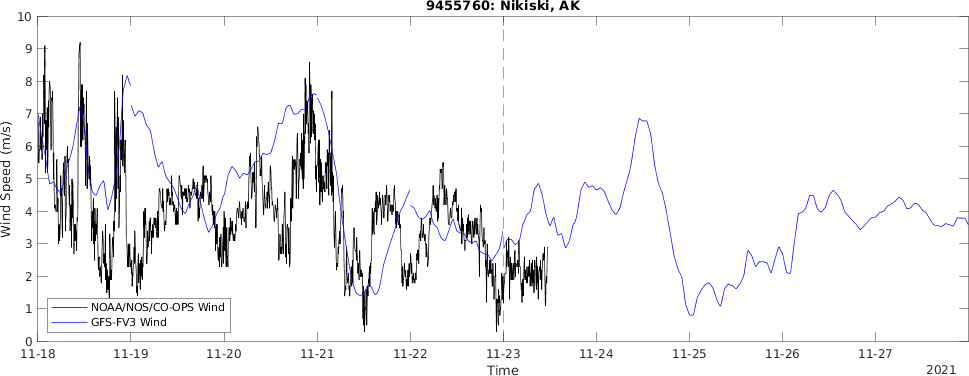 9455760: Nikiski, AK
10
9
8
7
6
5
4
3
2
1
0
Wind Speed (m/s)
NOAA/NOS/CO-OPS Wind
GFS-FV3 Wind
11-18 11-19 11-20 11-21 11-22 11-23 11-24 11-25 11-26 11-27
Time
2021